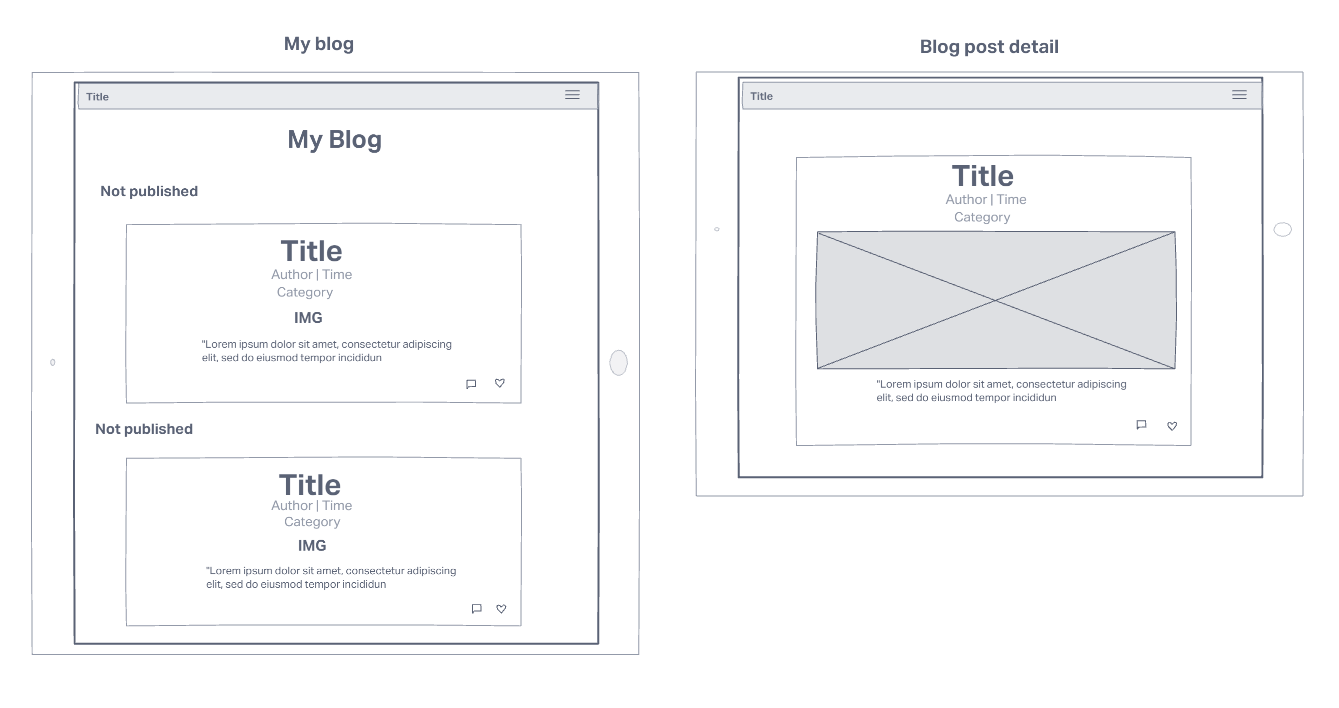 My blog
Title
My Blog
Not published
Title
Author | Time
Category
IMG
"Lorem ipsum dolor sit amet, consectetur adipiscing
elit, sed do eiusmod tempor incididun
Not published
Title
Author | Time
Category
IMG
"Lorem ipsum dolor sit amet, consectetur adipiscing
elit, sed do eiusmod tempor incididun
Blog post detail
Title
Title
Author | Time
Category
"Lorem ipsum dolor sit amet, consectetur adipiscing
elit, sed do eiusmod tempor incididun